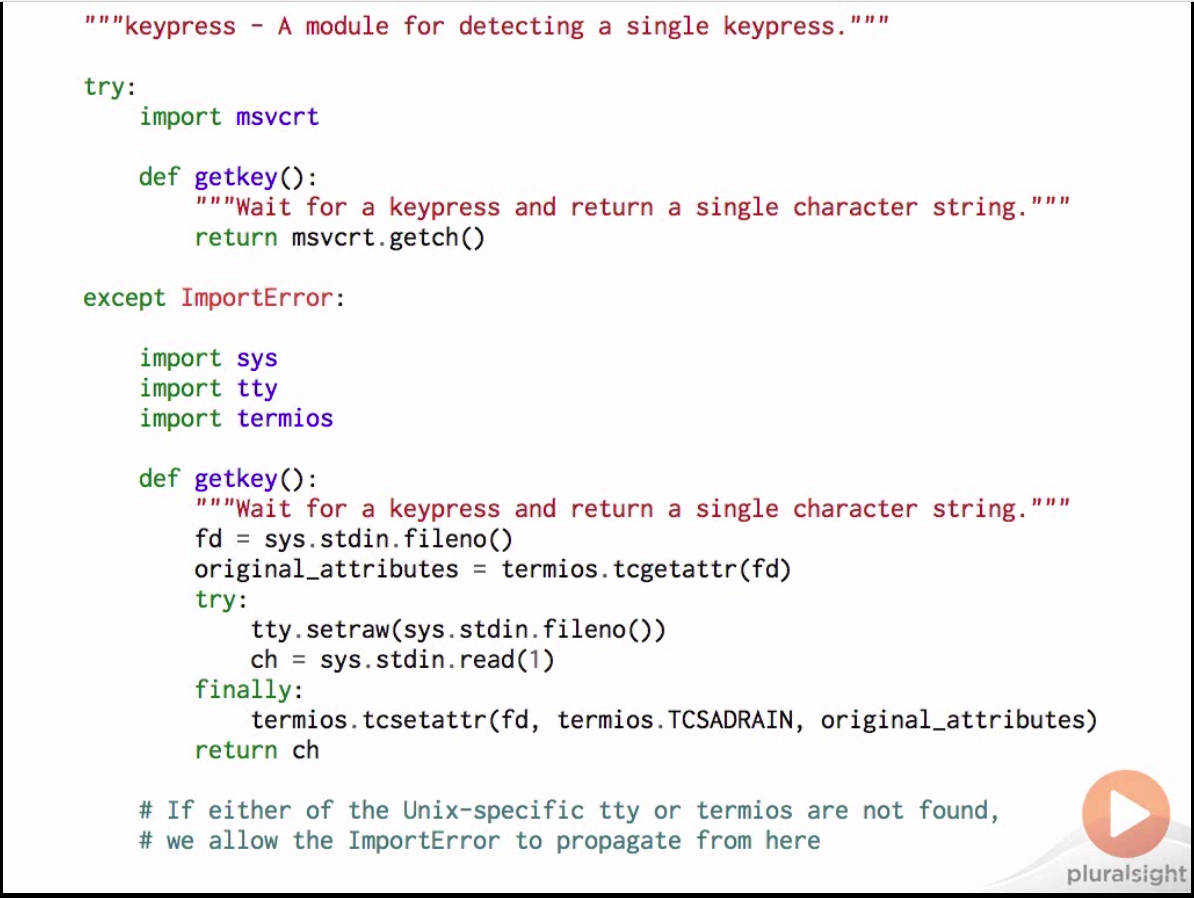 """keypress - A module for detecting a single keypress."""
try:
    import msvcrt
    def getkey():
        """Wait for a keypress and return a single character string."""
        return msvcrt.getch()
except ImportError:
    import sys
    import tty
    import termios
    def getkey():
        """Wait for a keypress and return a single character string."""
        fd = sys.stdin.fileno()
        original_attributes = termios.tcgetattr(fd)
        try:
            tty.setraw(sys.stdin.fileno())
            ch = sys.stdin.read(1)
        finally:
            termios.tcsetattr(fd, termios.TCSADRAIN, original_attributes)
        return ch
    # If either of the Unix-specific tty or termios are not found,
    # we allow the ImportError to propagate from here
pluralsight